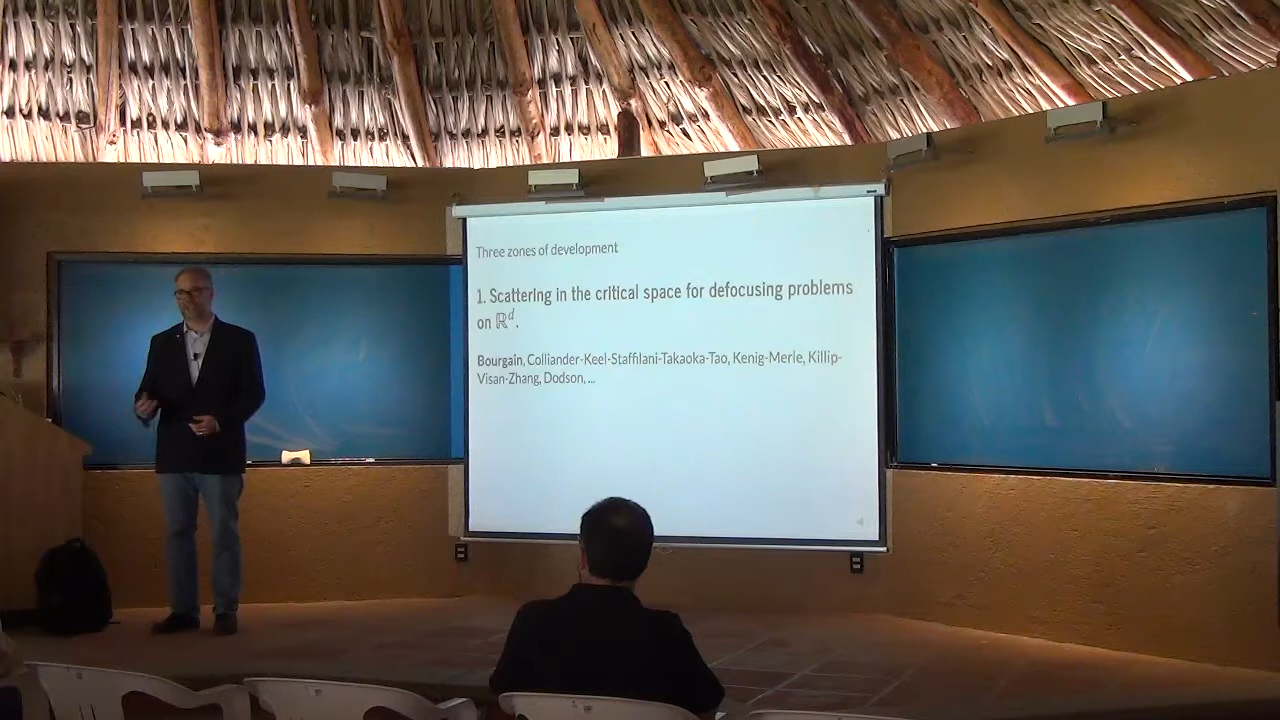 Three zones of development
1. Scattering in the critical space for defocusing problems
on ℝᵈ.
Bourgain, Colliander-Keel-Staffilani-Takaoka-Tao, Kenig-Merle, Killip-
Visan-Zhang, Dodson, ...